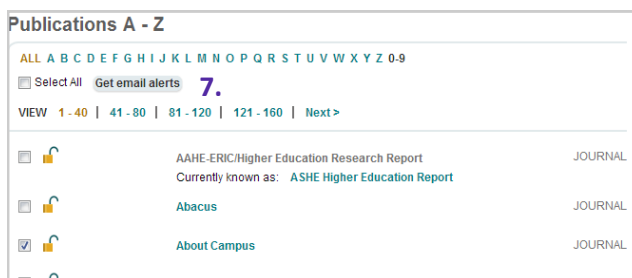 Publications A - Z
ALL A B C D E F G H I J K L M N O P Q R S T U V W X Y Z 0-9
Select All Get email alerts 7.
VIEW 1 - 40 | 41 - 80 | 81 - 120 | 121 - 160 | Next >
AAHE-ERIC/Higher Education Research Report JOURNAL
Currently known as: ASHE Higher Education Report
Abacus JOURNAL
About Campus JOURNAL